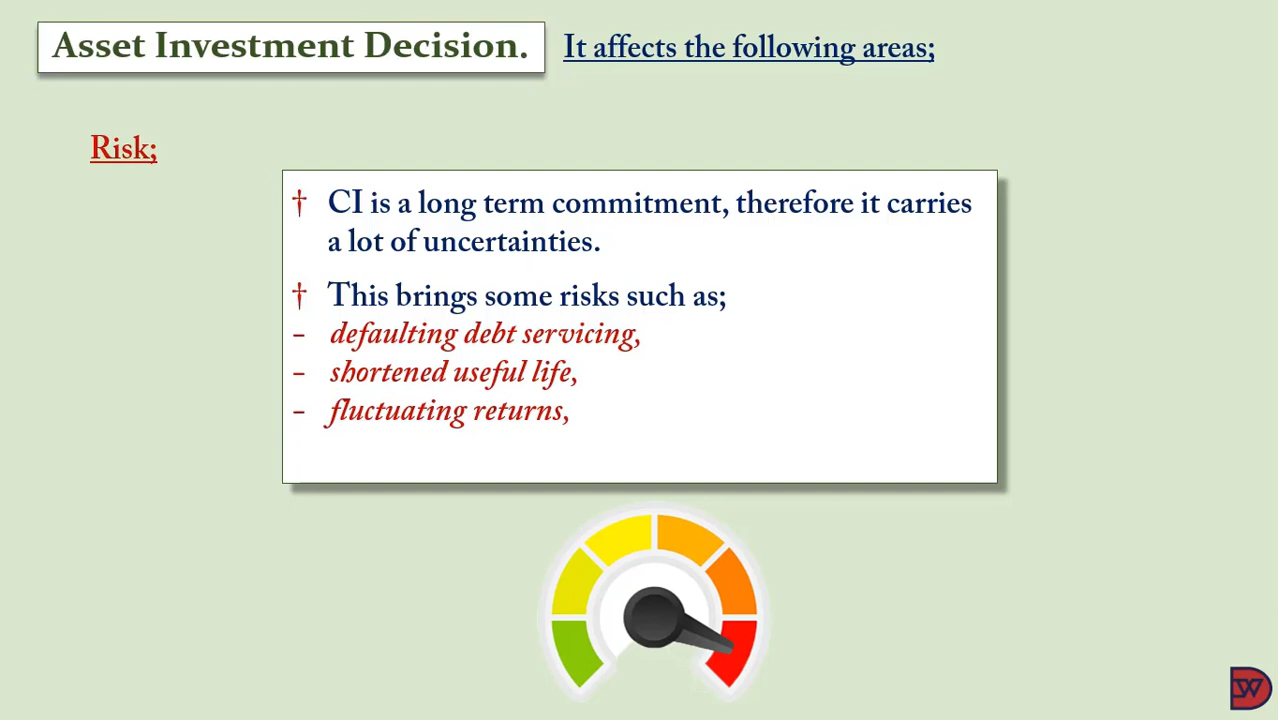 Asset Investment Decision. It affects the following areas;
Risk;
† CI is a long term commitment, therefore it carries
a lot of uncertainties.
† This brings some risks such as;
- defaulting debt servicing,
- shortened useful life,
- fluctuating returns,
DW